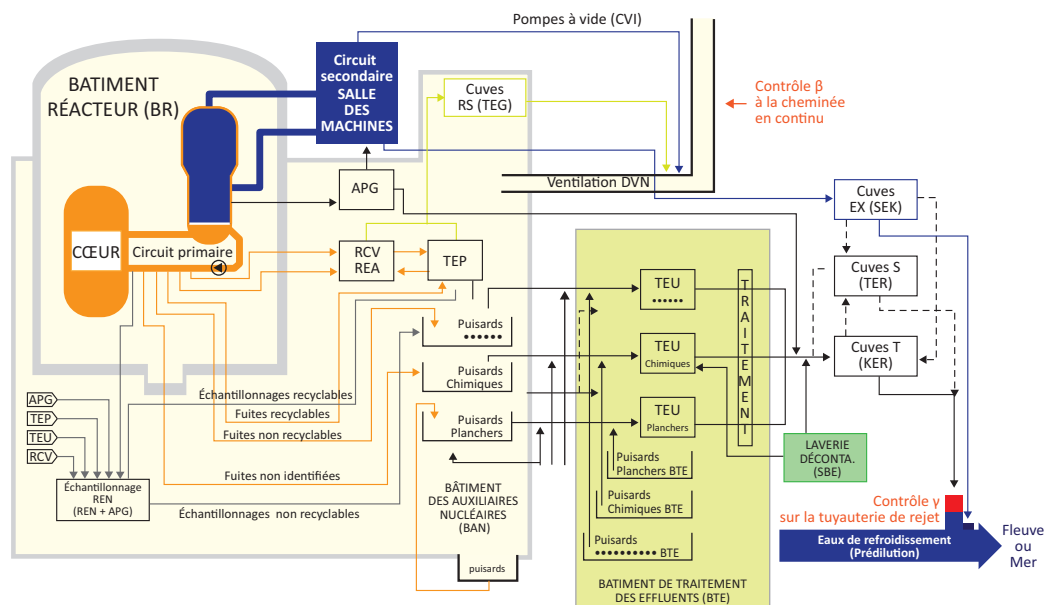 Pompes à vide (CVI)
Circuit
secondaire
SALLE
DES
MACHINES
BATIMENT
RÉACTEUR (BR)
Cuves
RS (TEG)
Contrôle β
à la cheminée
en continu
Ventilation DVN
APG
Cuves
EX (SEK)
CŒUR
Circuit primaire
RCV
REA
TEP
Cuves S
(TER)
TEU
••••••
TRAITEMENT
Puisards
••••••
TEU
Chimiques
Cuves T
(KER)
Puisards
Chimiques
Échantillonnages recyclables
Fuites recyclables
Fuites non recyclables
Puisards
Planchers
TEU
Planchers
APG
TEP
TEU
RCV
Fuites non identifiées
Puisards
Planchers BTE
LAVERIE
DÉCONTA.
(SBE)
Échantillonnage
REN
(REN + APG)
Échantillonnages non recyclables
BÂTIMENT
DES AUXILIAIRES
NUCLÉAIRES
(BAN)
Puisards
Chimiques BTE
Contrôle γ
sur la tuyauterie de rejet
Puisards
•••••••••• BTE
Eaux de refroidissement
(Prédilution)
Fleuve
ou
Mer
puisards
BATIMENT DE TRAITEMENT
DES EFFLUENTS (BTE)